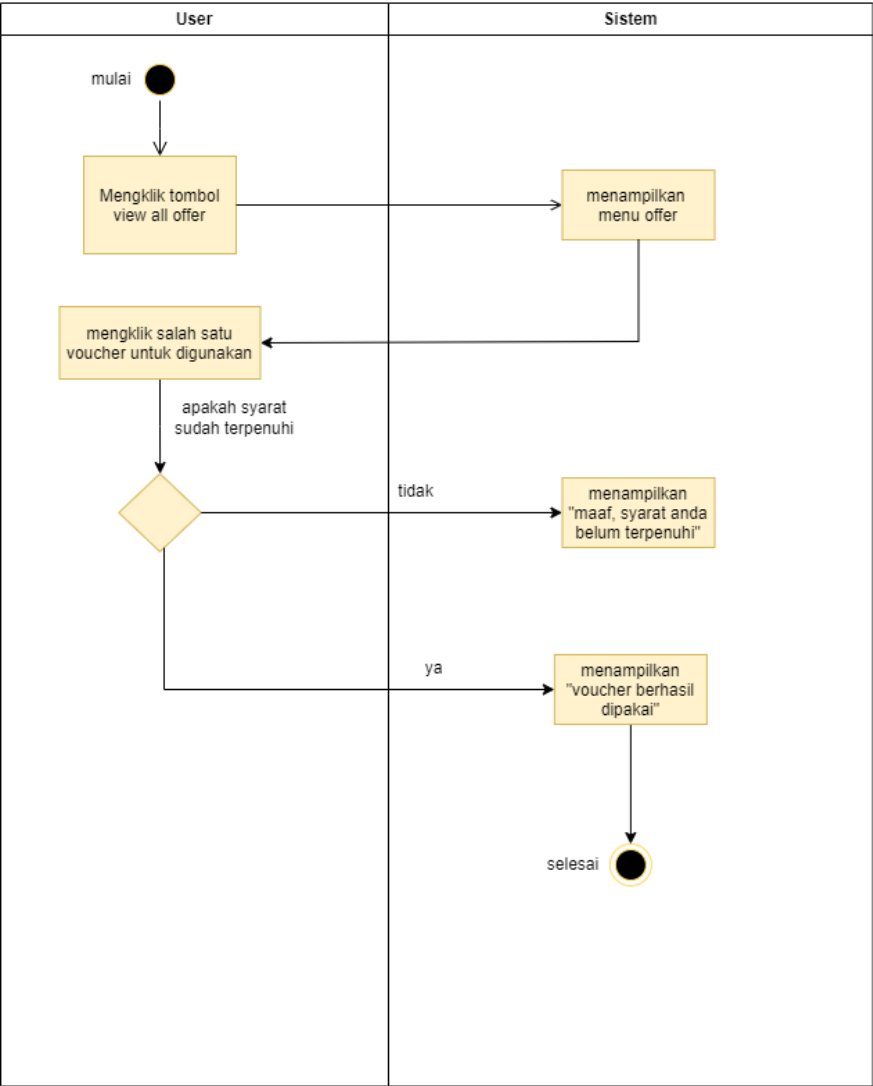 User
Sistem
mulai
Mengklik tombol
view all offer
menampilkan
menu offer
mengklik salah satu
voucher untuk digunakan
apakah syarat
sudah terpenuhi
tidak
menampilkan
"maaf, syarat anda
belum terpenuhi"
ya
menampilkan
"voucher berhasil
dipakai"
selesai